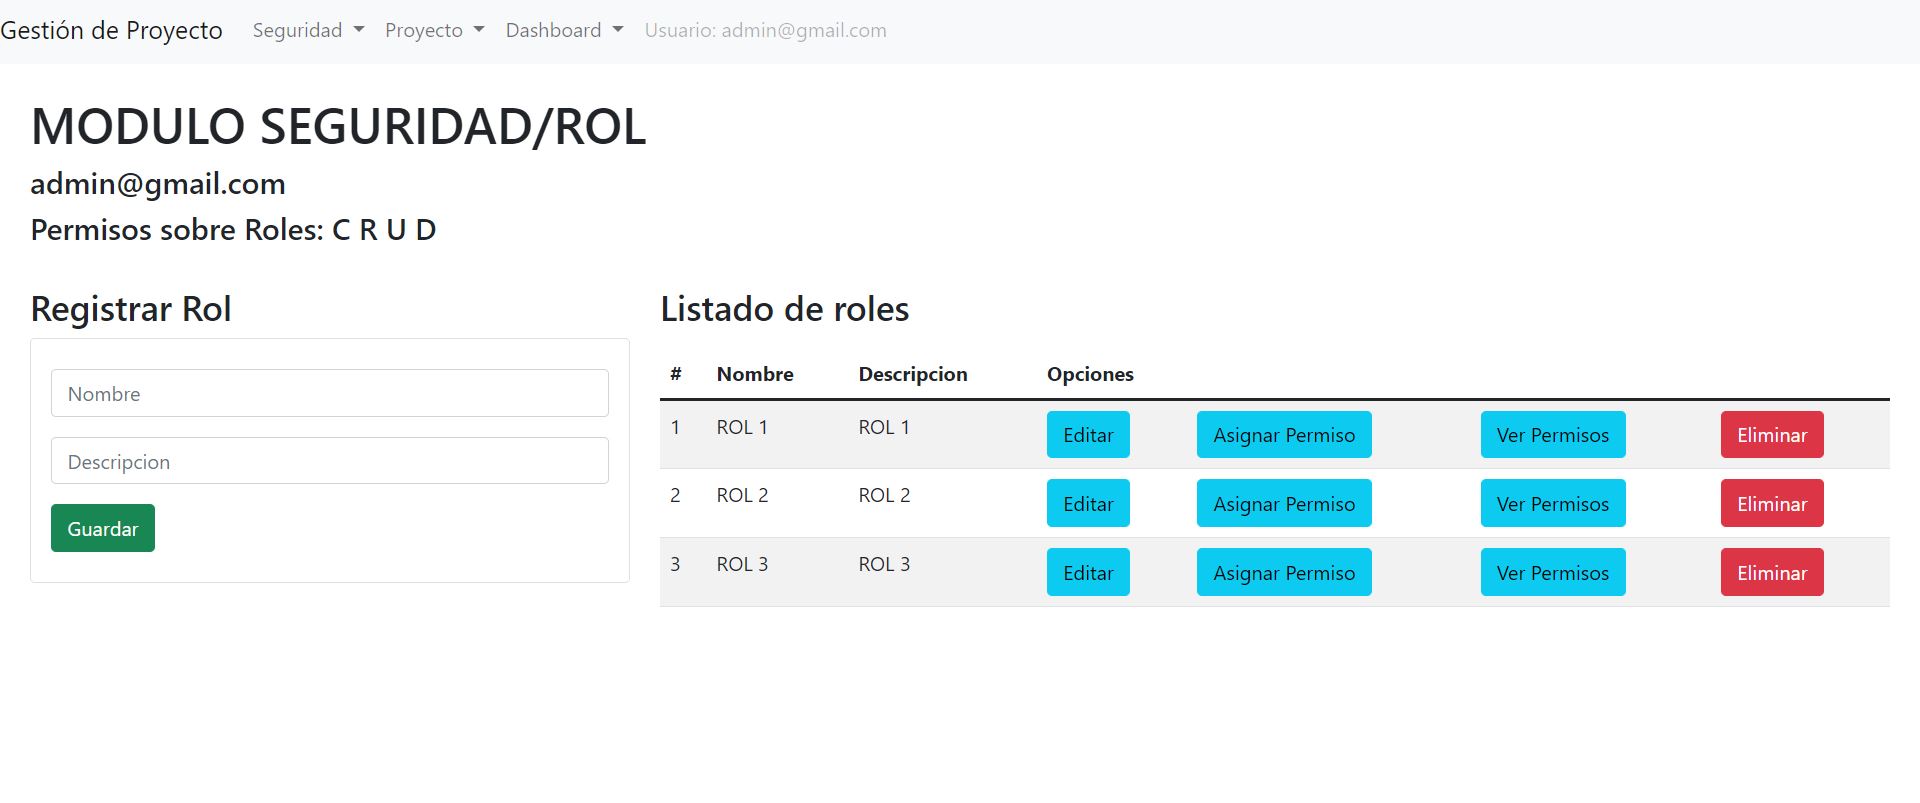 Gestión de Proyecto Seguridad Proyecto Dashboard Usuario: admin@gmail.com
MODULO SEGURIDAD/ROL
admin@gmail.com
Permisos sobre Roles: C R U D
Registrar Rol
Nombre
Descripcion
Guardar
Listado de roles
# Nombre Descripcion Opciones
1 ROL 1 ROL 1 Editar Asignar Permiso Ver Permisos Eliminar
2 ROL 2 ROL 2 Editar Asignar Permiso Ver Permisos Eliminar
3 ROL 3 ROL 3 Editar Asignar Permiso Ver Permisos Eliminar